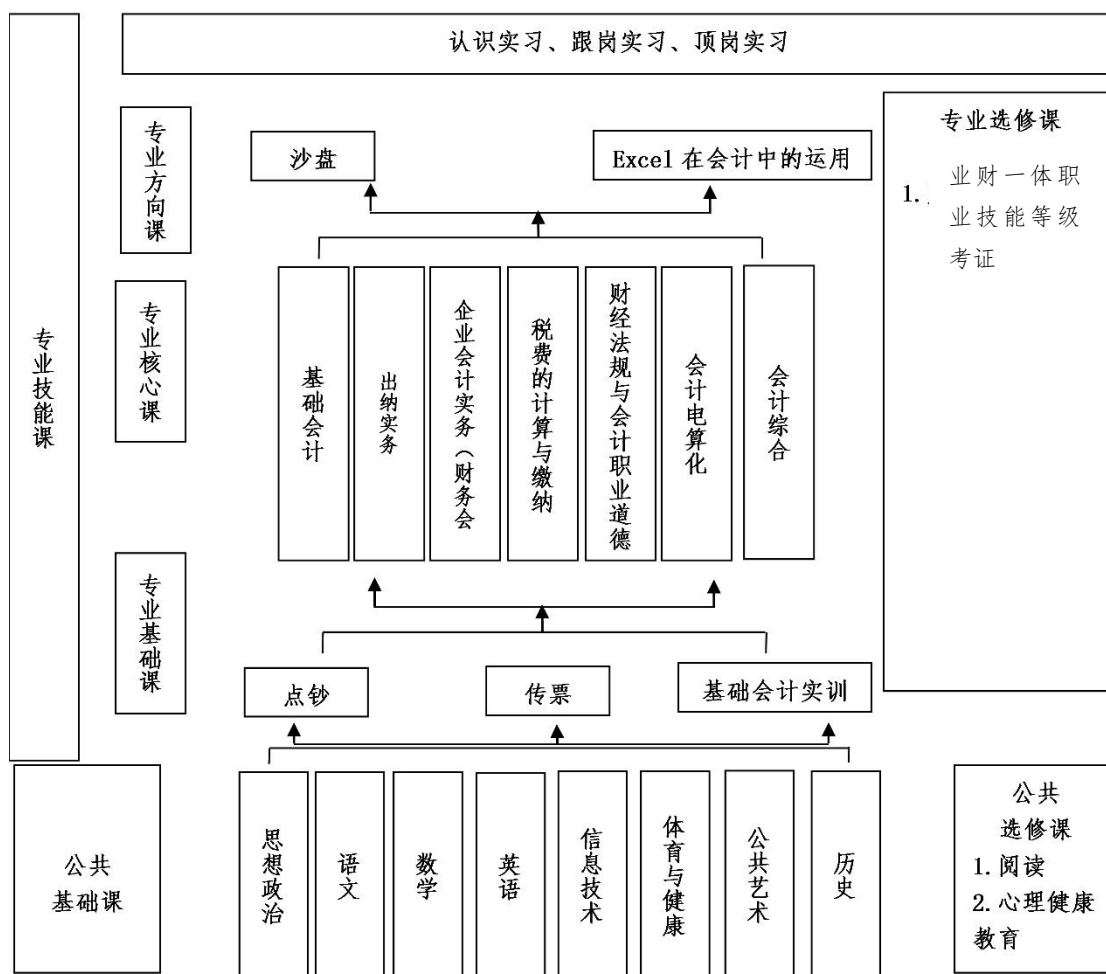 认识实习、跟岗实习、顶岗实习
专业技能课
专业方向课
沙盘
Excel 在会计中的运用
专业选修课
1.
业财一体职
业技能等级
考证
专业核心课
基础会计
出纳实务
企业会计实务（财务会
税费的计算与缴纳
财经法规与会计职业道德
会计电算化
会计综合
专业基础课
点钞
传票
基础会计实训
公共
基础课
思想政治
语文
数学
英语
信息技术
体育与健康
公共艺术
历史
公共
选修课
1.阅读
2.心理健康
教育